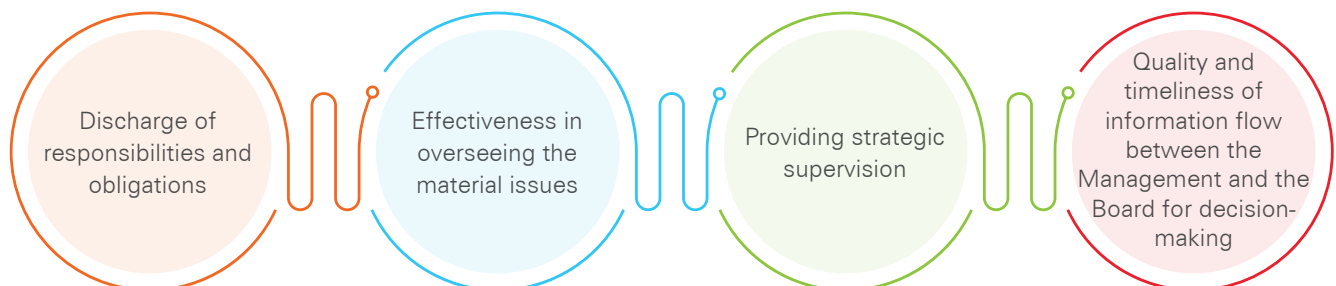 Discharge of
responsibilities and
obligations
Effectiveness in
overseeing the
material issues
Providing strategic
supervision
Quality and
timeliness of
information flow
between the
Management and the
Board for decision-
making